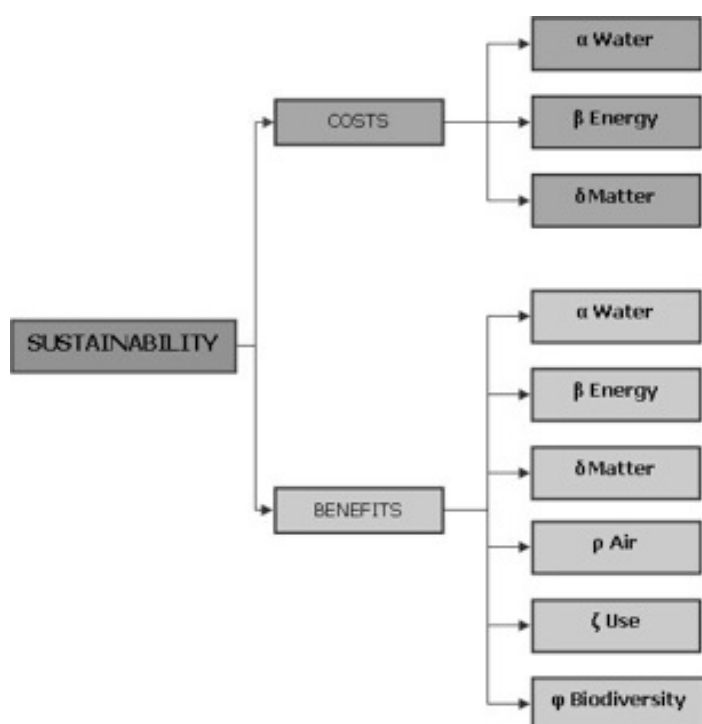 α Water
COSTS
β Energy
δ Matter
SUSTAINABILITY
α Water
β Energy
δ Matter
BENEFITS
ρ Air
ζ Use
φ Biodiversity